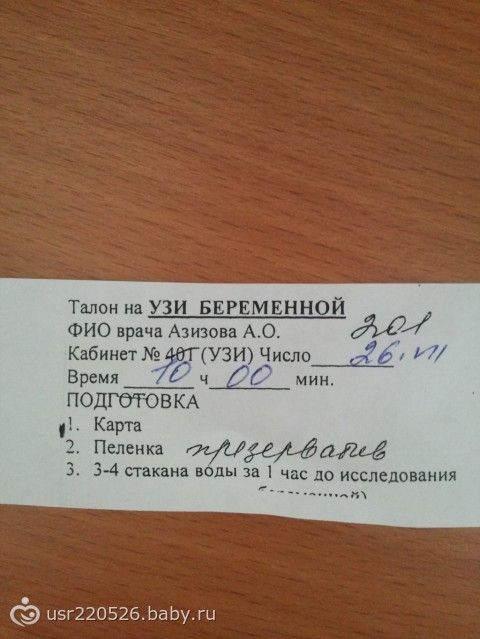 Талон на УЗИ БЕРЕМЕННОЙ
ФИО врача Азизова А.О. 201
Кабинет № 401 (УЗИ) Число 26.VII
Время 10 ч 00 мин.
ПОДГОТОВКА
1. Карта
2. Пеленка презерватив
3. 3-4 стакана воды за 1 час до исследования
usr220526.baby.ru